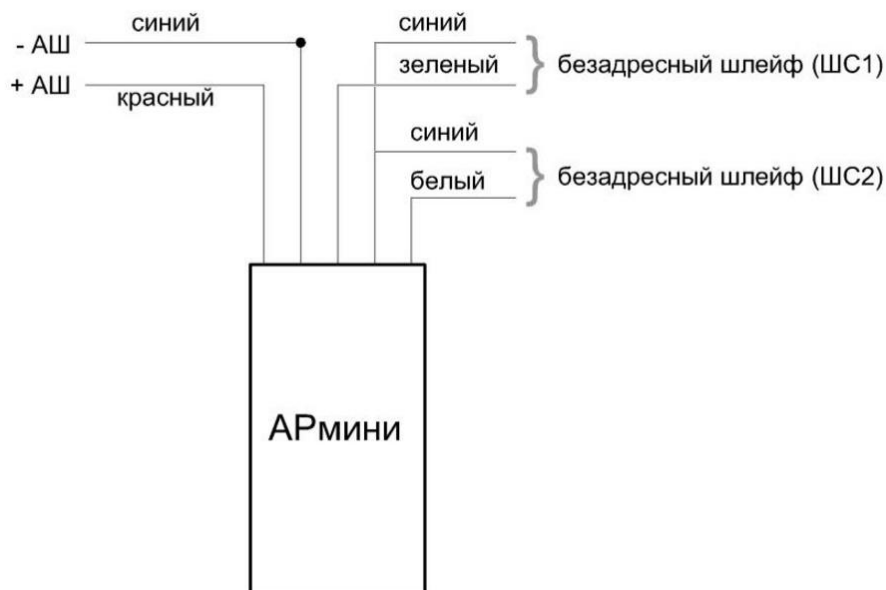 синий
- АШ
+ АШ
красный
синий
зеленый
безадресный шлейф (ШС1)
синий
белый
безадресный шлейф (ШС2)
АРмини